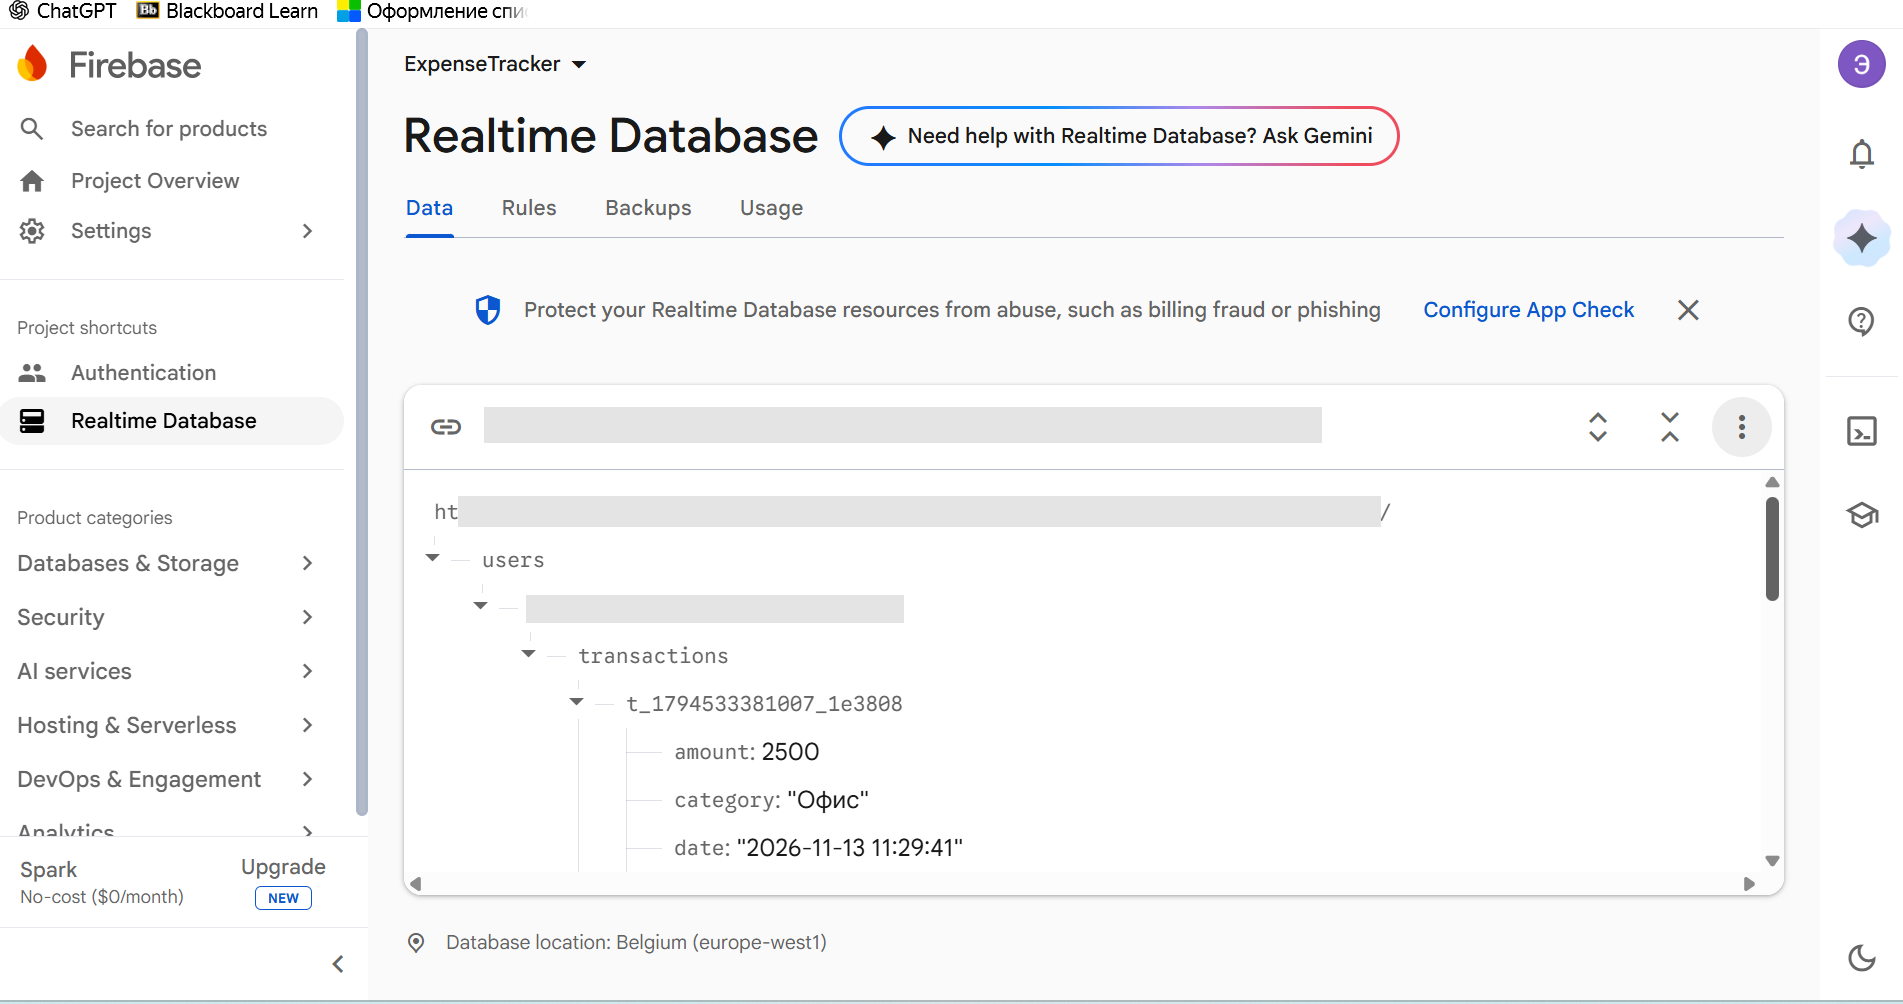 ChatGPT
Blackboard Learn
Оформление спи
Firebase
Search for products
Project Overview
Settings
Project shortcuts
Authentication
Realtime Database
Product categories
Databases & Storage
Security
AI services
Hosting & Serverless
DevOps & Engagement
Analytics
Spark
No-cost ($0/month)
Upgrade
NEW
ExpenseTracker
Realtime Database
Need help with Realtime Database? Ask Gemini
Data
Rules
Backups
Usage
Protect your Realtime Database resources from abuse, such as billing fraud or phishing
Configure App Check
ht /
users
transactions
t_1794533381007_1e3808
amount: 2500
category: "Офис"
date: "2026-11-13 11:29:41"
Database location: Belgium (europe-west1)
Э